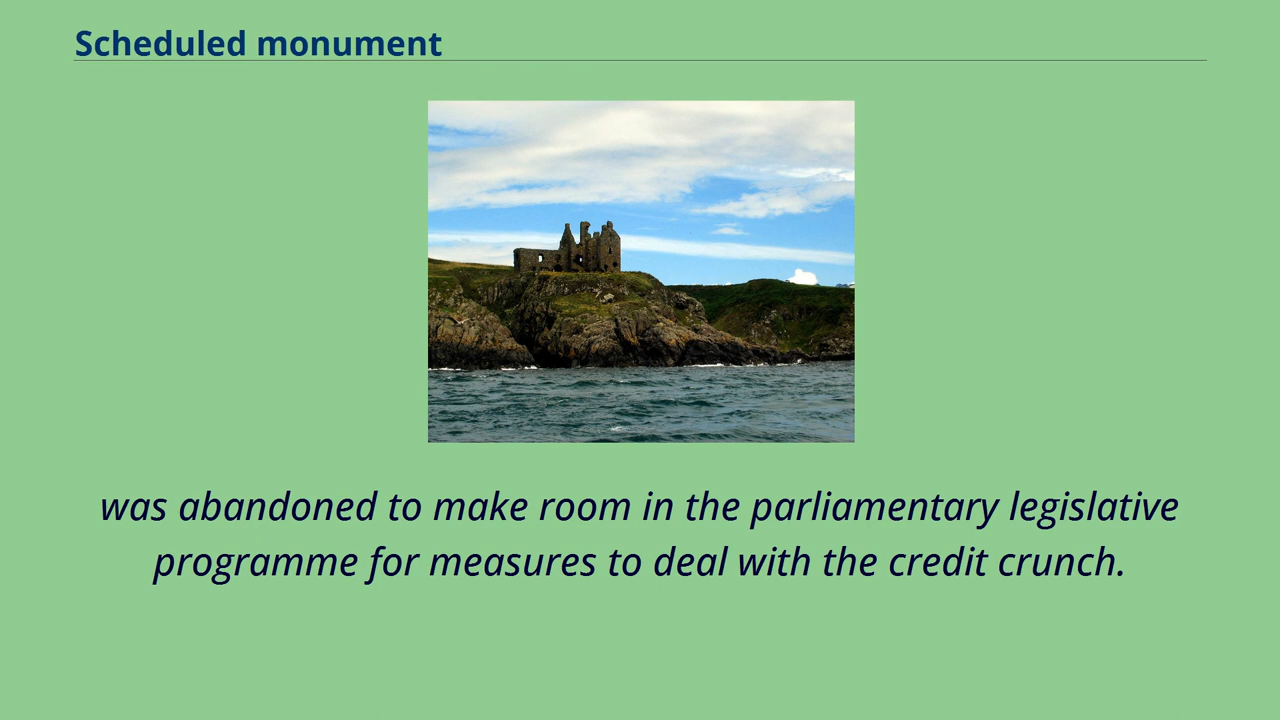 Scheduled monument
was abandoned to make room in the parliamentary legislative
programme for measures to deal with the credit crunch.